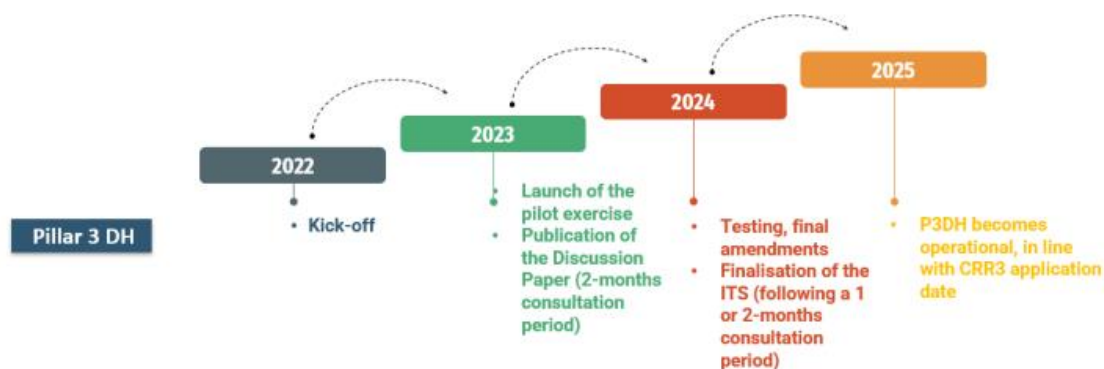 2025
2024
2023
2022
Pillar 3 DH
• Kick-off
• Launch of the
pilot exercise
• Publication of
the Discussion
Paper (2-months
consultation
period)
• Testing, final
amendments
• Finalisation of the
ITS (following a 1
or 2-months
consultation
period)
• P3DH becomes
operational, in line
with CRR3 application
date